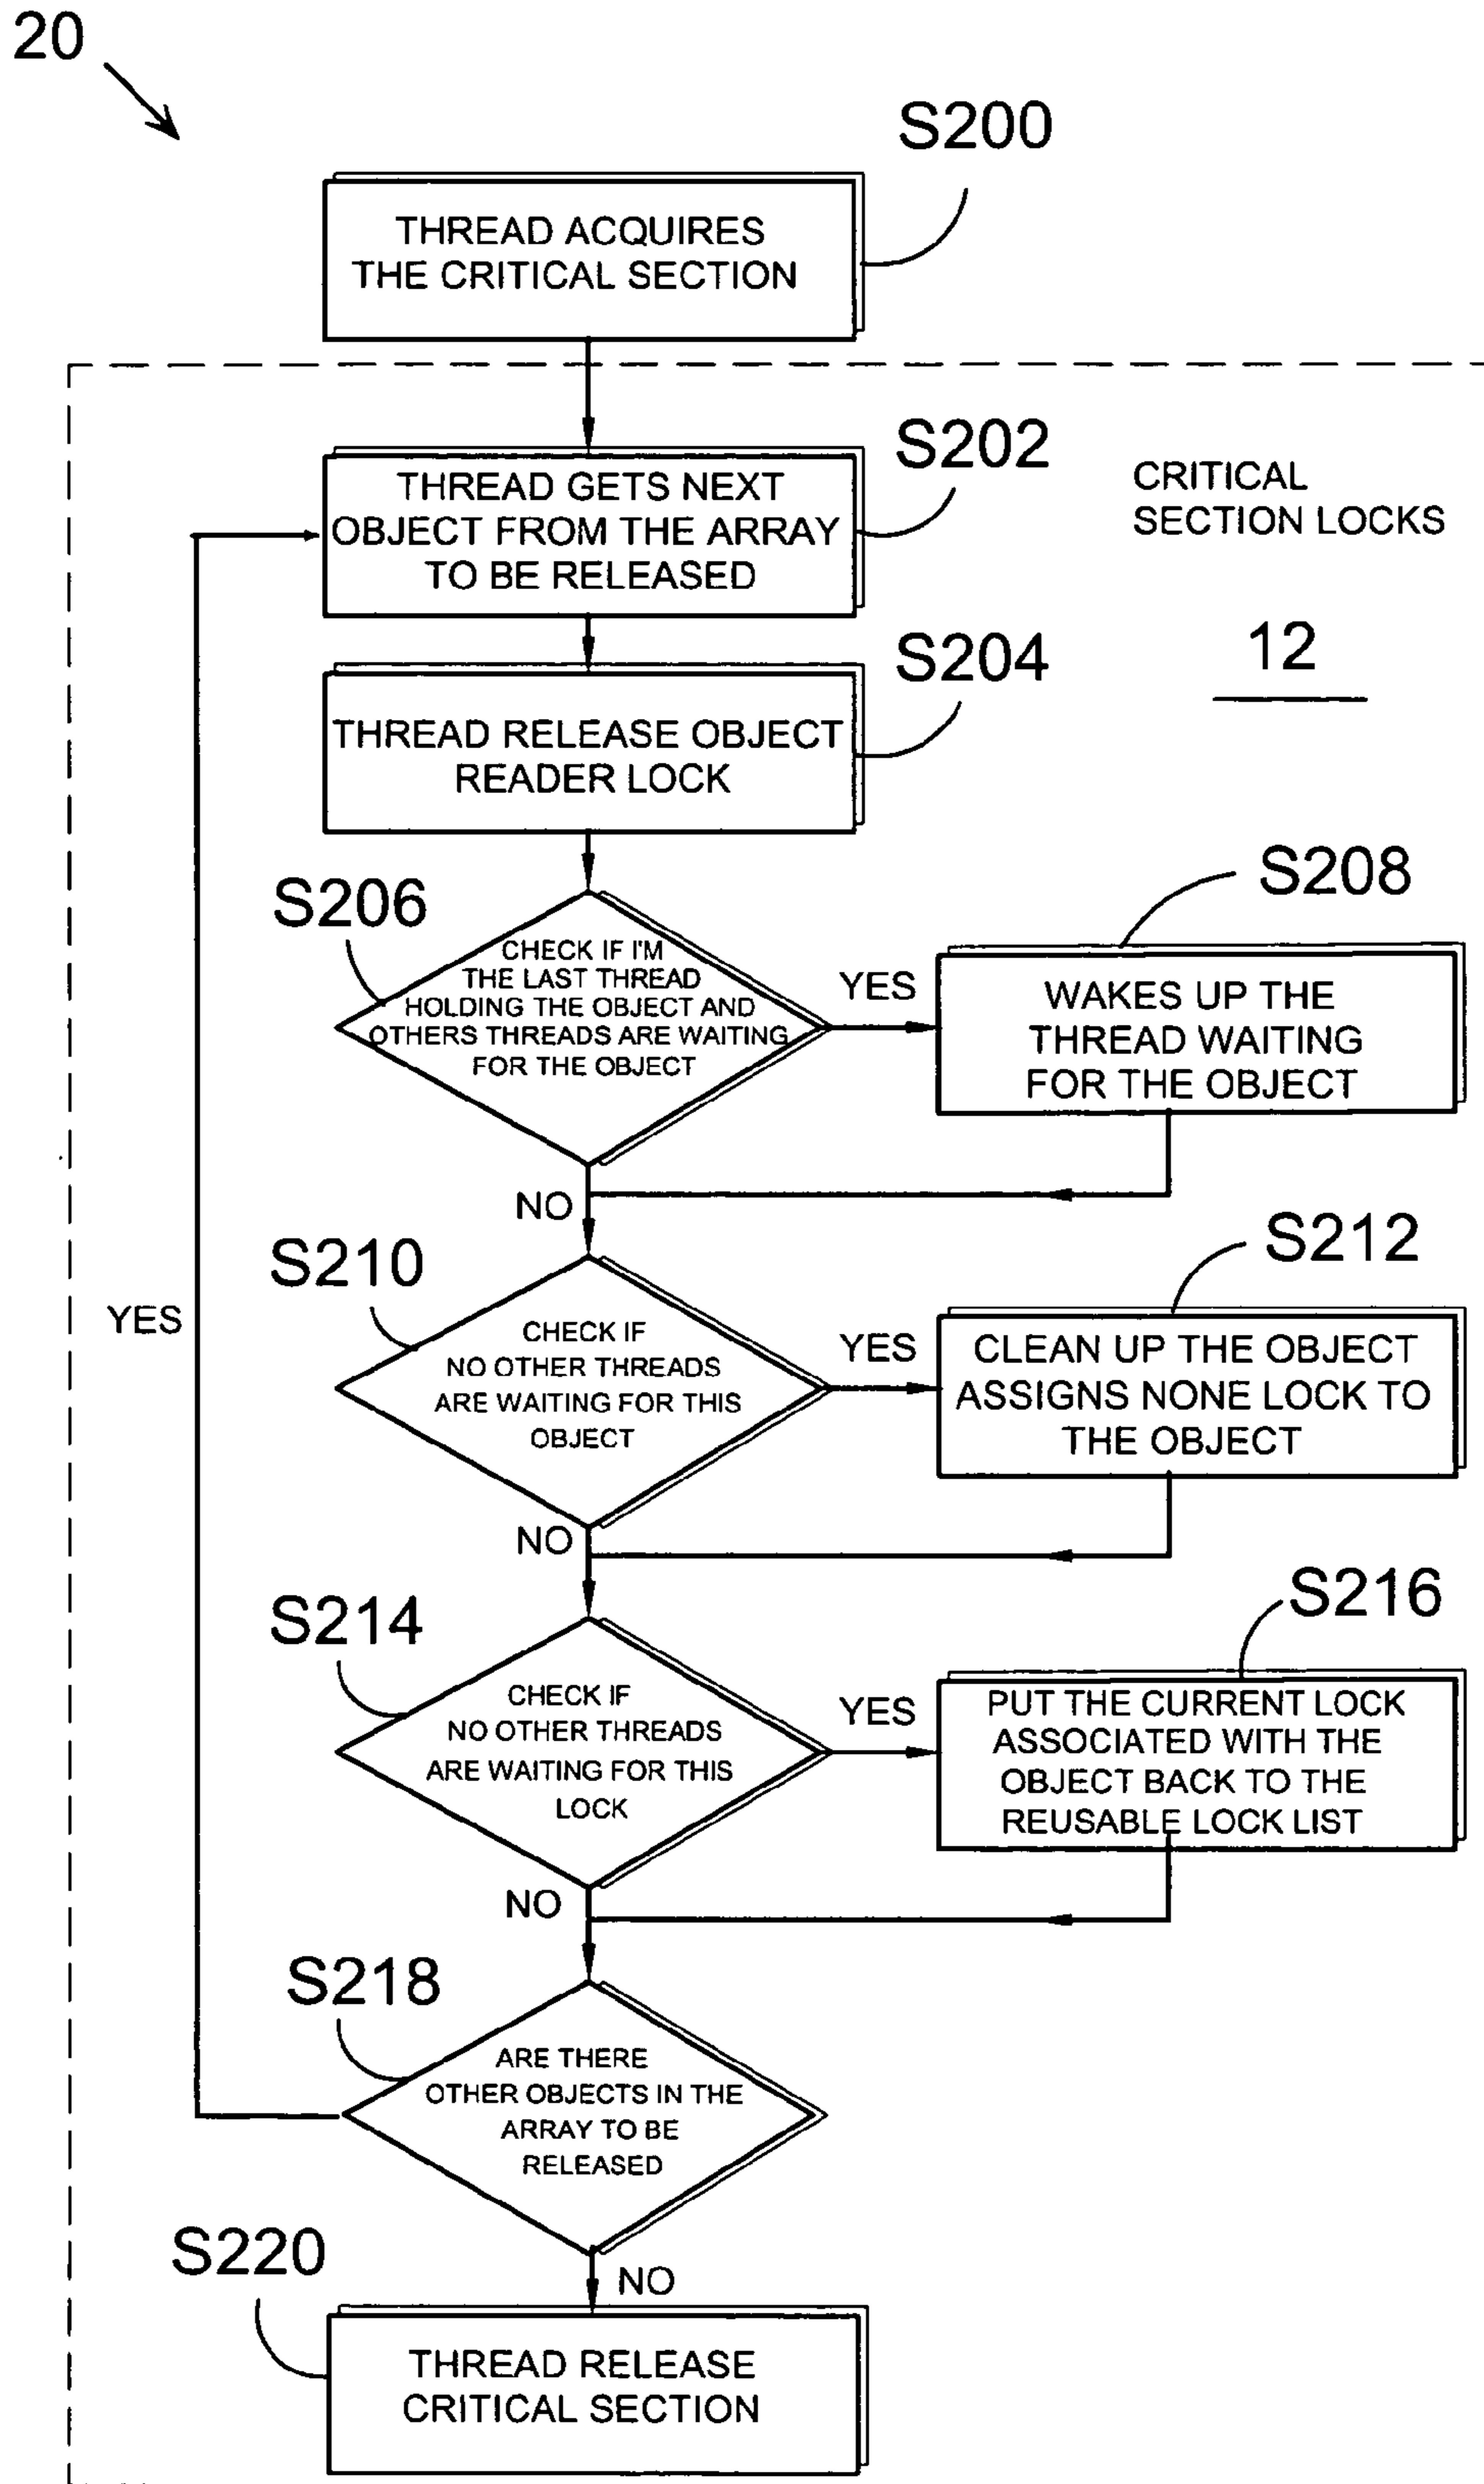 20
S200
THREAD ACQUIRES
THE CRITICAL SECTION
S202
THREAD GETS NEXT
OBJECT FROM THE ARRAY
TO BE RELEASED
CRITICAL
SECTION LOCKS
12
S204
THREAD RELEASE OBJECT
READER LOCK
S206
CHECK IF I'M
THE LAST THREAD
HOLDING THE OBJECT AND
OTHERS THREADS ARE WAITING
FOR THE OBJECT
YES
S208
WAKES UP THE
THREAD WAITING
FOR THE OBJECT
NO
S210
CHECK IF
NO OTHER THREADS
ARE WAITING FOR THIS
OBJECT
YES
S212
CLEAN UP THE OBJECT
ASSIGNS NONE LOCK TO
THE OBJECT
YES
NO
S214
CHECK IF
NO OTHER THREADS
ARE WAITING FOR THIS
LOCK
YES
S216
PUT THE CURRENT LOCK
ASSOCIATED WITH THE
OBJECT BACK TO THE
REUSABLE LOCK LIST
NO
S218
ARE THERE
OTHER OBJECTS IN THE
ARRAY TO BE
RELEASED
NO
S220
THREAD RELEASE
CRITICAL SECTION